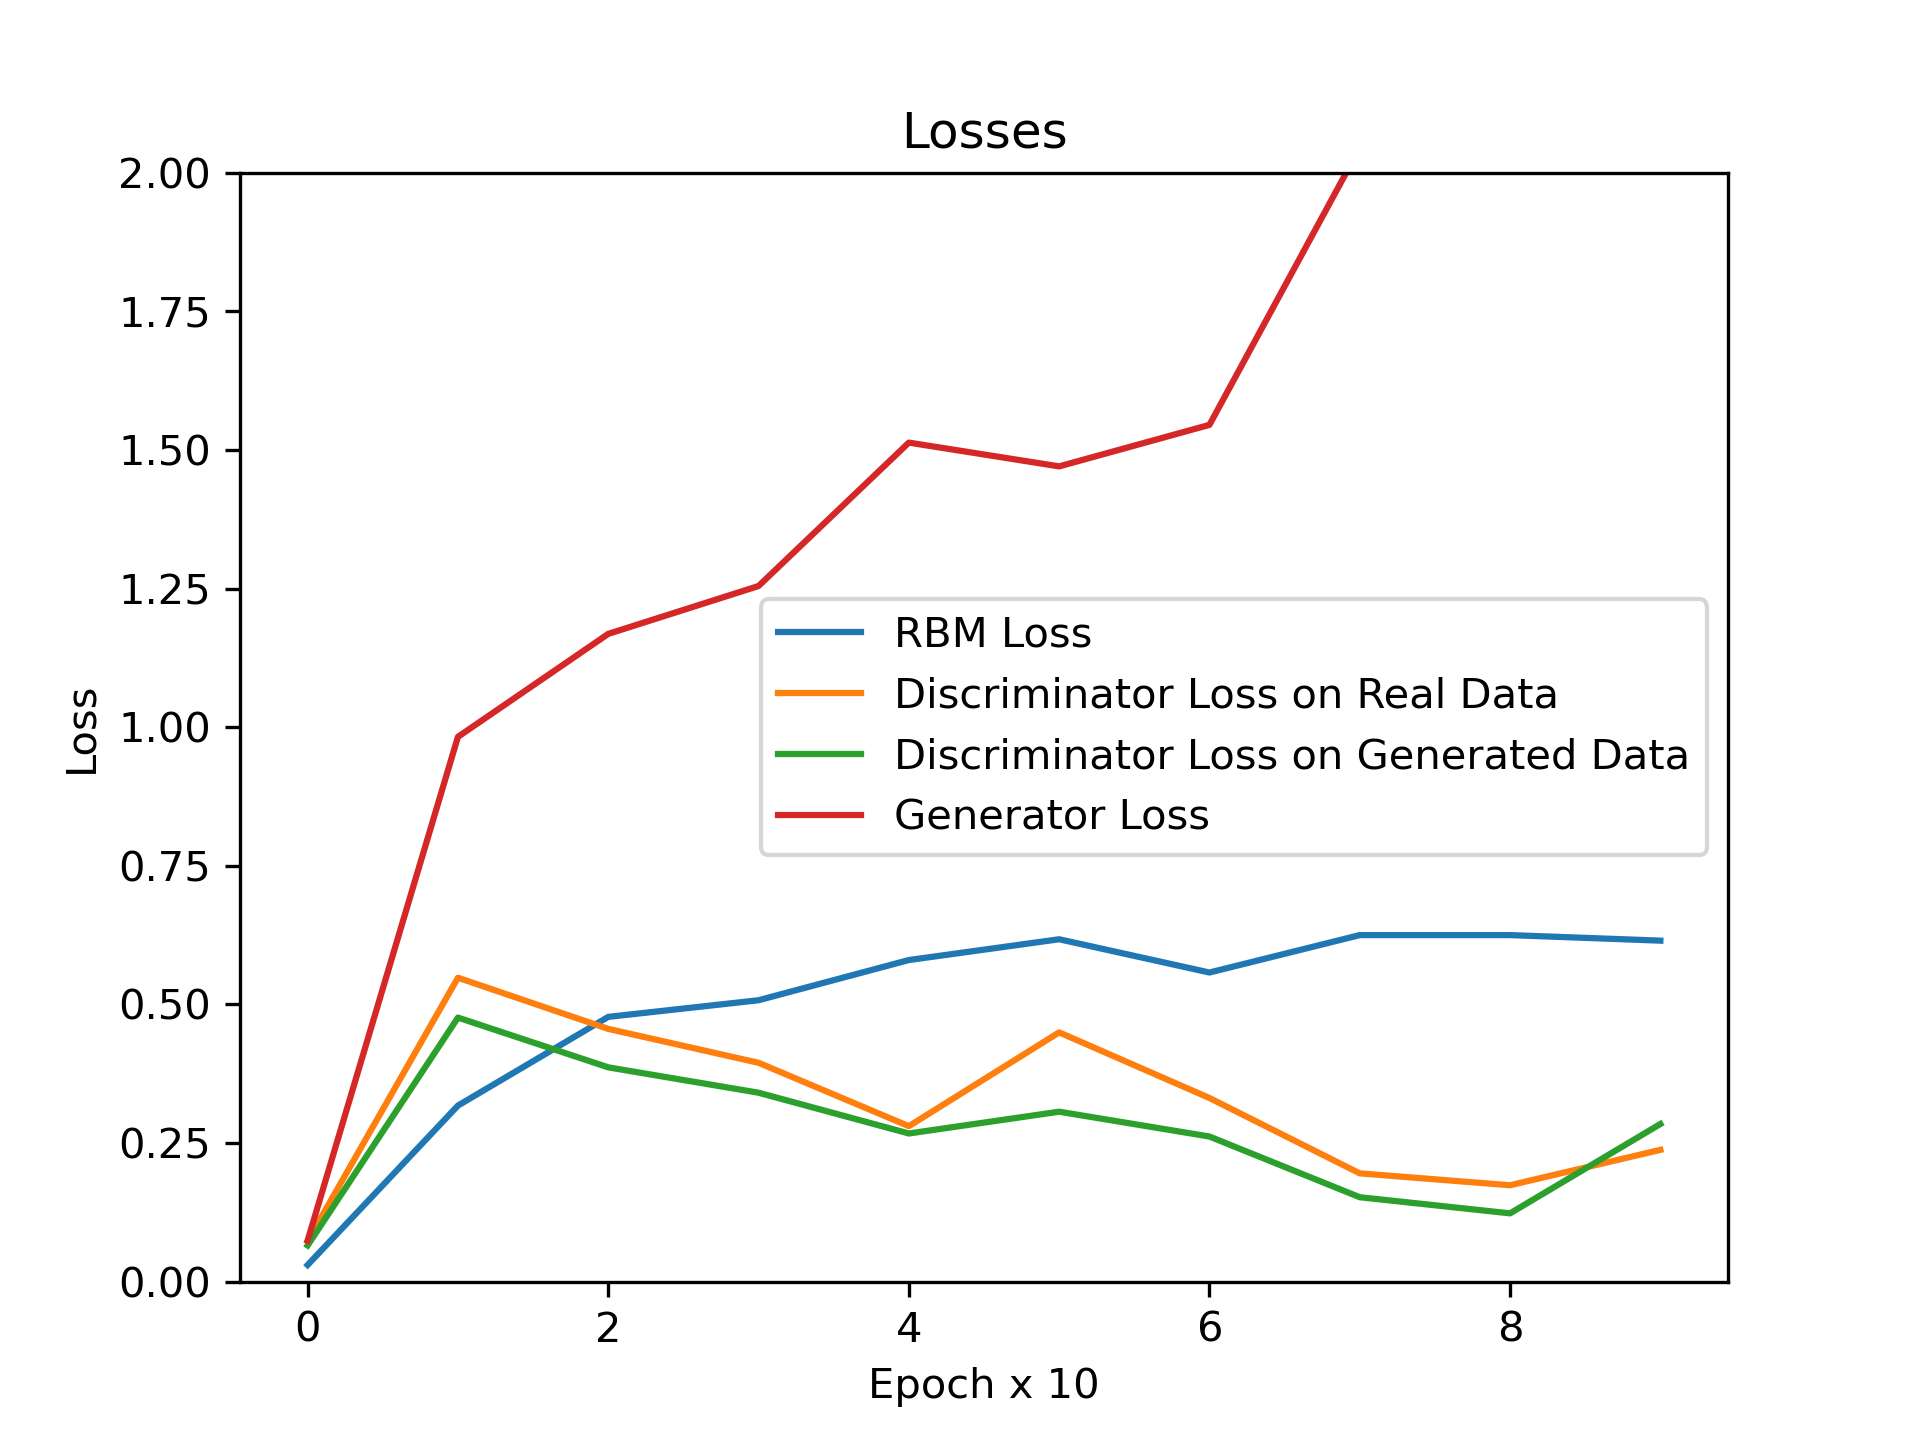 Losses
2.00
1.75
1.50
1.25
1.00
0.75
0.50
0.25
0.00
Loss
RBM Loss
Discriminator Loss on Real Data
Discriminator Loss on Generated Data
Generator Loss
0 2 4 6 8
Epoch x 10